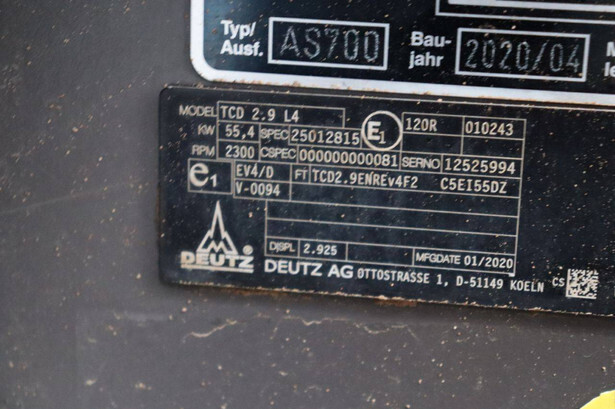 Typ/ Ausf. AS700 Bau- jahr 2020/04
MODEL TCD 2.9 L4
KW 55,4 SPEC 25012815 E1 120R 010243
RPM 2300 CSPEC 000000000081 SERNO 12525994
e1 EV4/D V-0094 FT TCD2.9ENREv4F2 C5EI55DZ
DISPL 2.925 MFGDATE 01/2020
DEUTZ DEUTZ AG OTTOSTRASSE 1, D-51149 KOELN CS